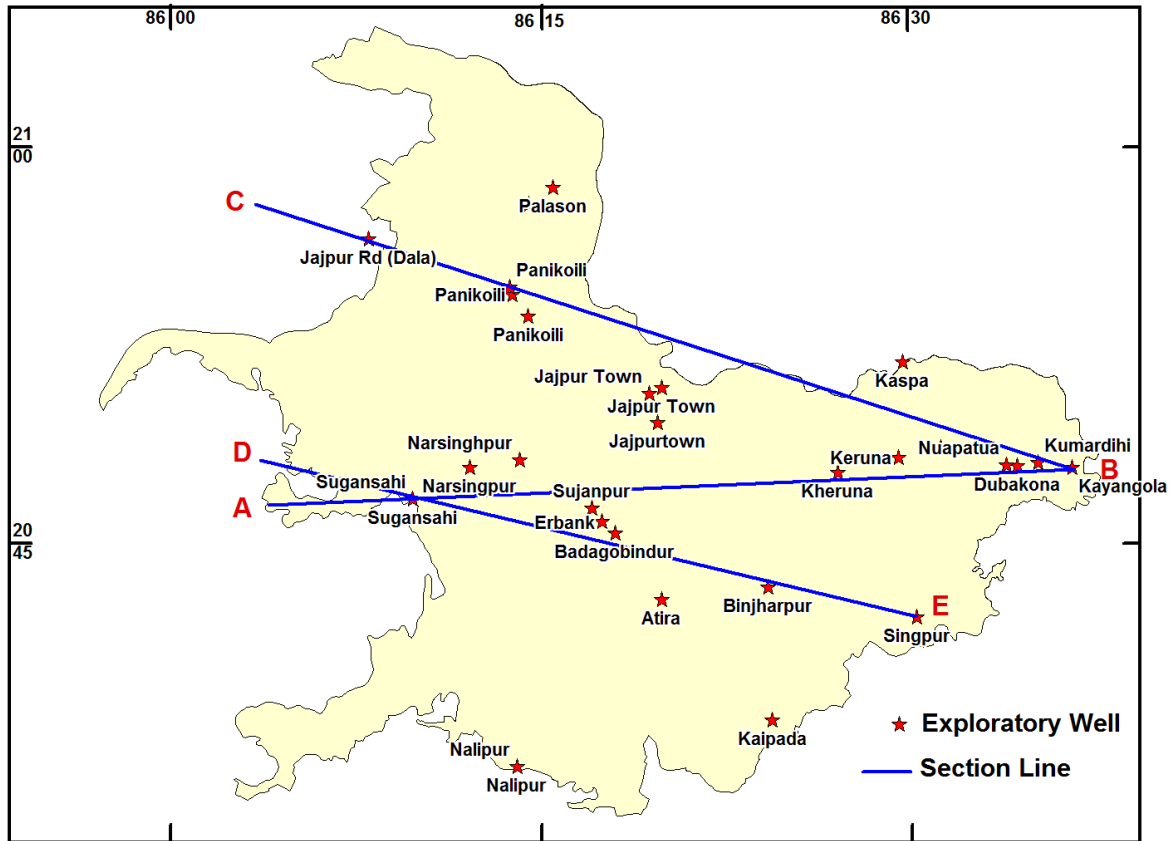 86 00
86 15
86 30
21
00
C
Palason
Jajpur Rd (Dala)
Panikoili
Panikoili
Panikoili
Kaspa
Jajpur Town
Jajpur Town
Jajpurtown
Narsinghpur
Nuapatua
Kumardihi
D
Keruna
B
Sugansahi
Narsingpur
Sujanpur
Kheruna
Dubakona
Kayangola
A
Sugansahi
Erbank
20
45
Badagobindur
Binjharpur
E
Atira
Singpur
Exploratory Well
Kaipada
Nalipur
Section Line
Nalipur